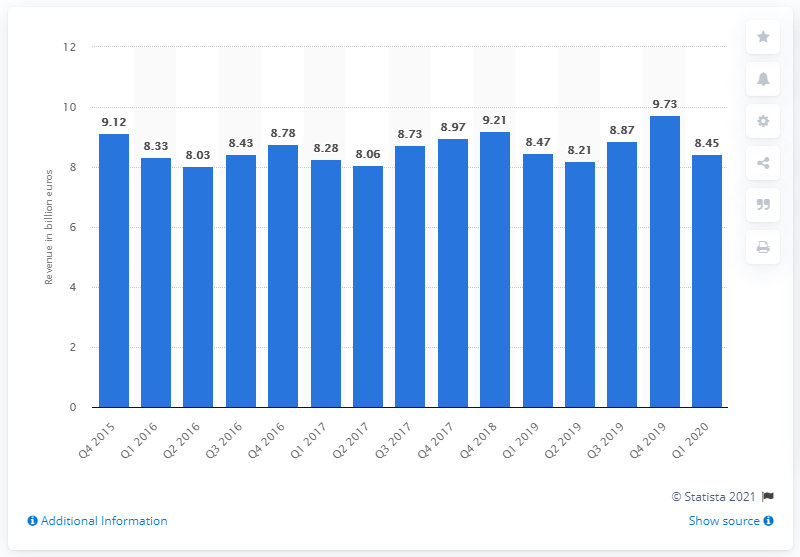 12
10
8
6
4
2
0
Revenue in billion euros
9.12
8.33
8.03
8.43
8.78
8.28
8.06
8.73
8.97
9.21
8.47
8.21
8.87
9.73
8.45
Q4 2015
Q1 2016
Q2 2016
Q3 2016
Q4 2016
Q1 2017
Q2 2017
Q3 2017
Q4 2017
Q4 2018
Q1 2019
Q2 2019
Q3 2019
Q4 2019
Q1 2020
© Statista 2021
Additional Information
Show source